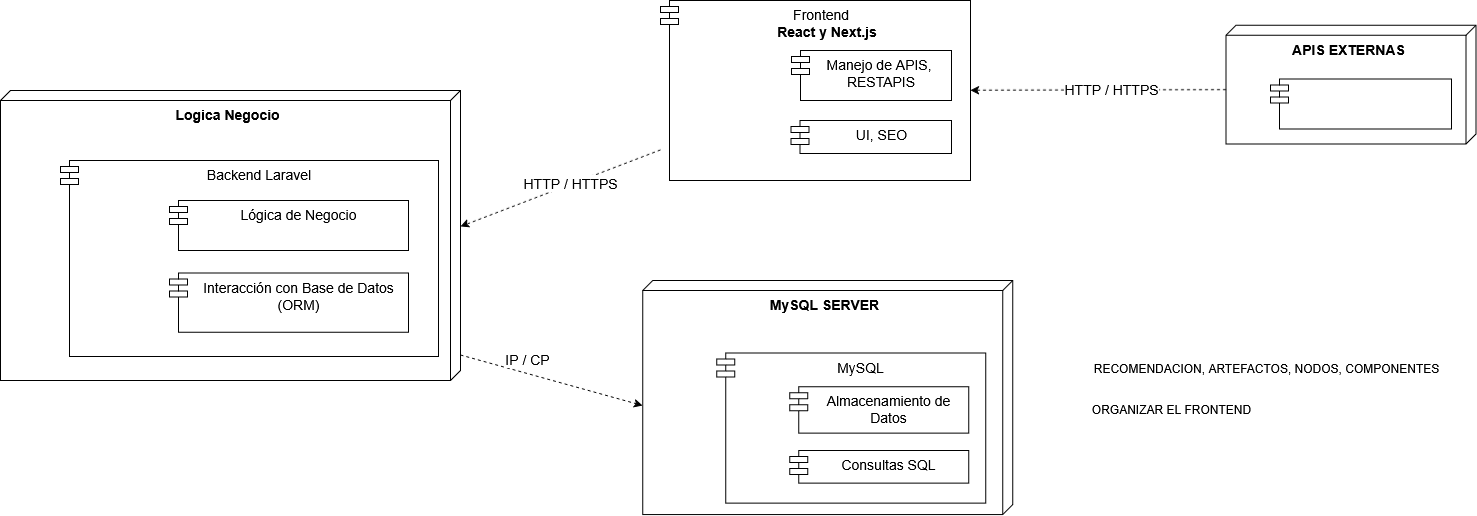 Frontend
React y Next.js
Manejo de APIS,
RESTAPIS
UI, SEO
APIS EXTERNAS
HTTP / HTTPS
Logica Negocio
Backend Laravel
Lógica de Negocio
Interacción con Base de Datos
(ORM)
HTTP / HTTPS
IP / CP
MySQL SERVER
MySQL
Almacenamiento de
Datos
Consultas SQL
RECOMENDACION, ARTEFACTOS, NODOS, COMPONENTES
ORGANIZAR EL FRONTEND